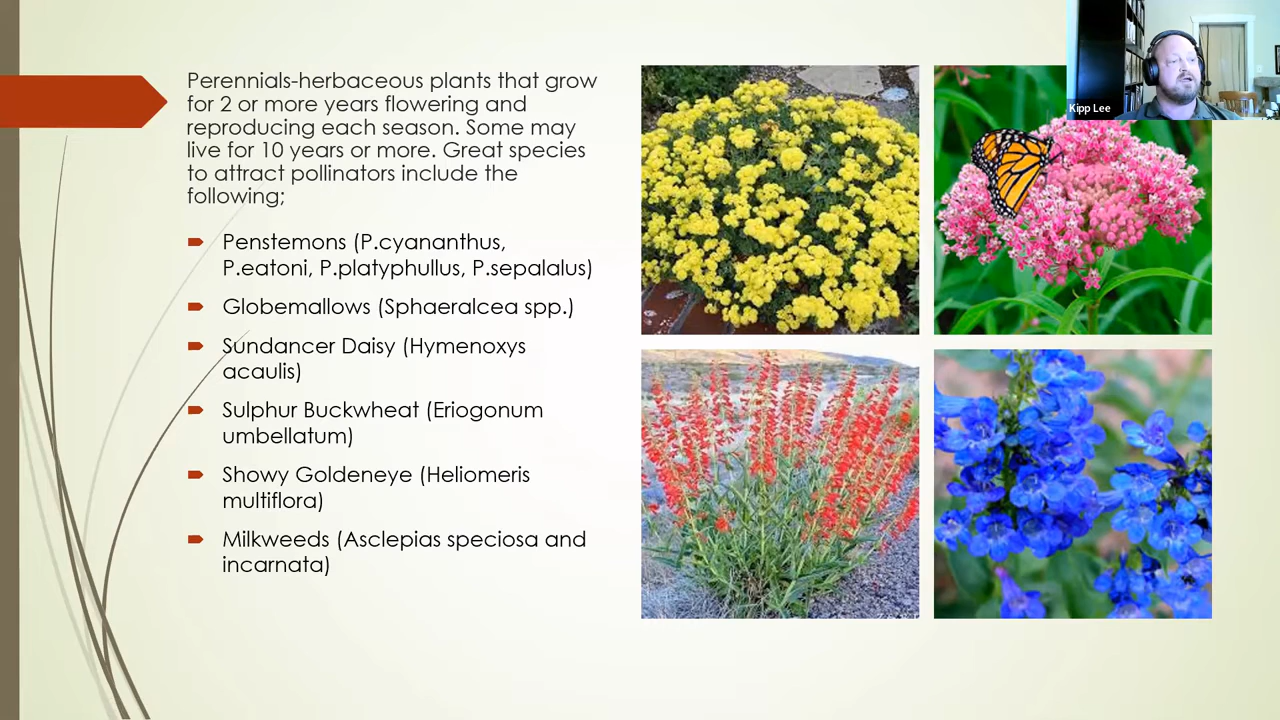 Perennials-herbaceous plants that grow
for 2 or more years flowering and
reproducing each season. Some may
live for 10 years or more. Great species
to attract pollinators include the
following;
Penstemons (P.cyananthus,
P.eatoni, P.platyphullus, P.sepalalus)
Globemallows (Sphaeralcea spp.)
Sundancer Daisy (Hymenoxys
acaulis)
Sulphur Buckwheat (Eriogonum
umbellatum)
Showy Goldeneye (Heliomeris
multiflora)
Milkweeds (Asclepias speciosa and
incarnata)
Kipp Lee